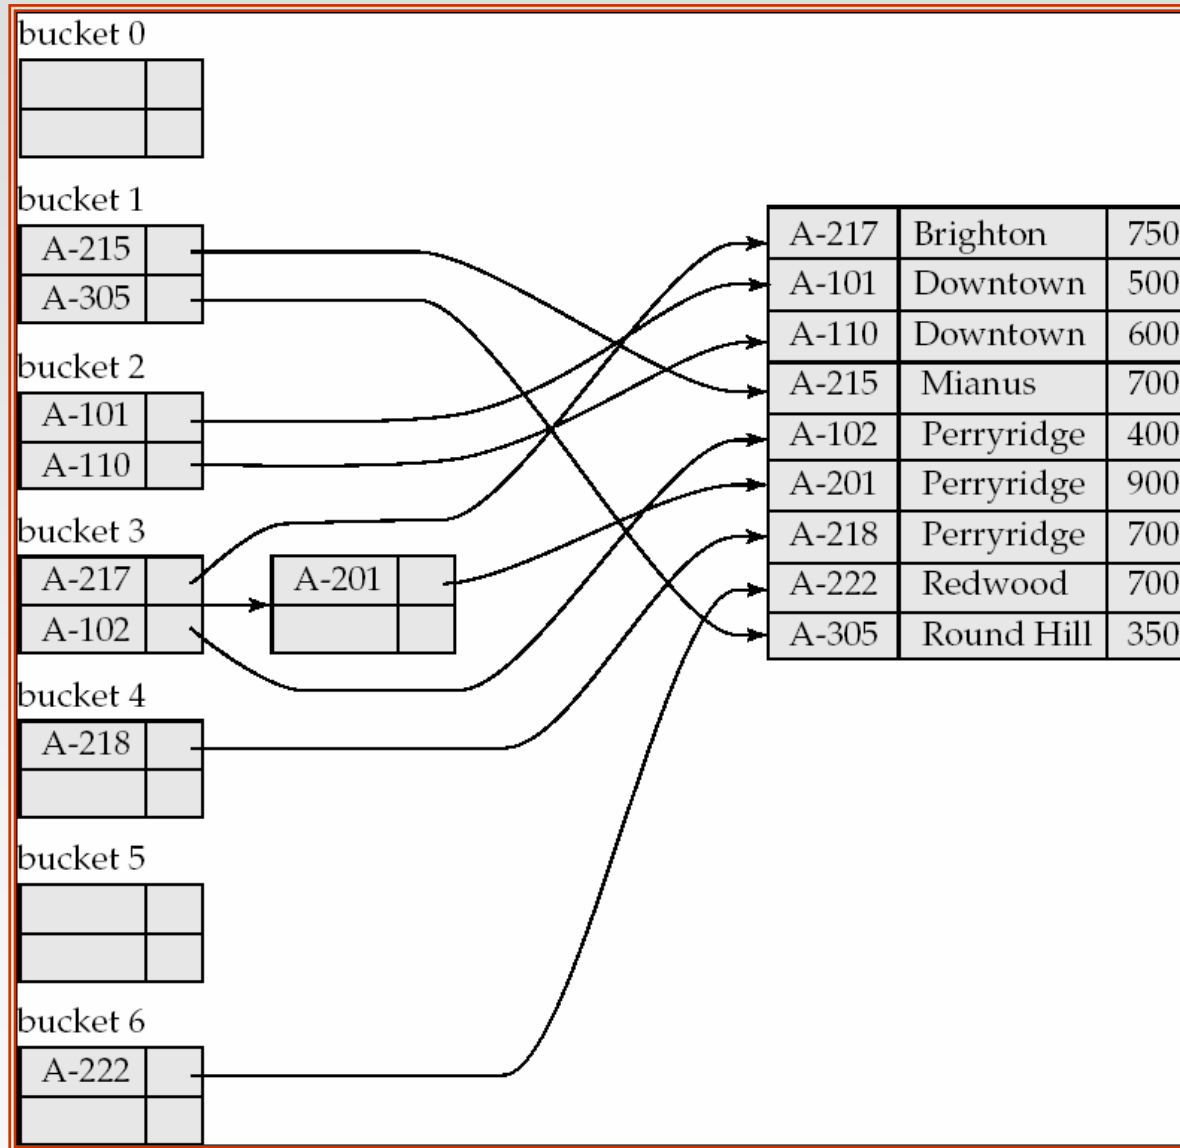 bucket 0
bucket 1
A-215
A-305
bucket 2
A-101
A-110
bucket 3
A-217
A-102
A-201
bucket 4
A-218
bucket 5
bucket 6
A-222
A-217 Brighton 750
A-101 Downtown 500
A-110 Downtown 600
A-215 Mianus 700
A-102 Perryridge 400
A-201 Perryridge 900
A-218 Perryridge 700
A-222 Redwood 700
A-305 Round Hill 350